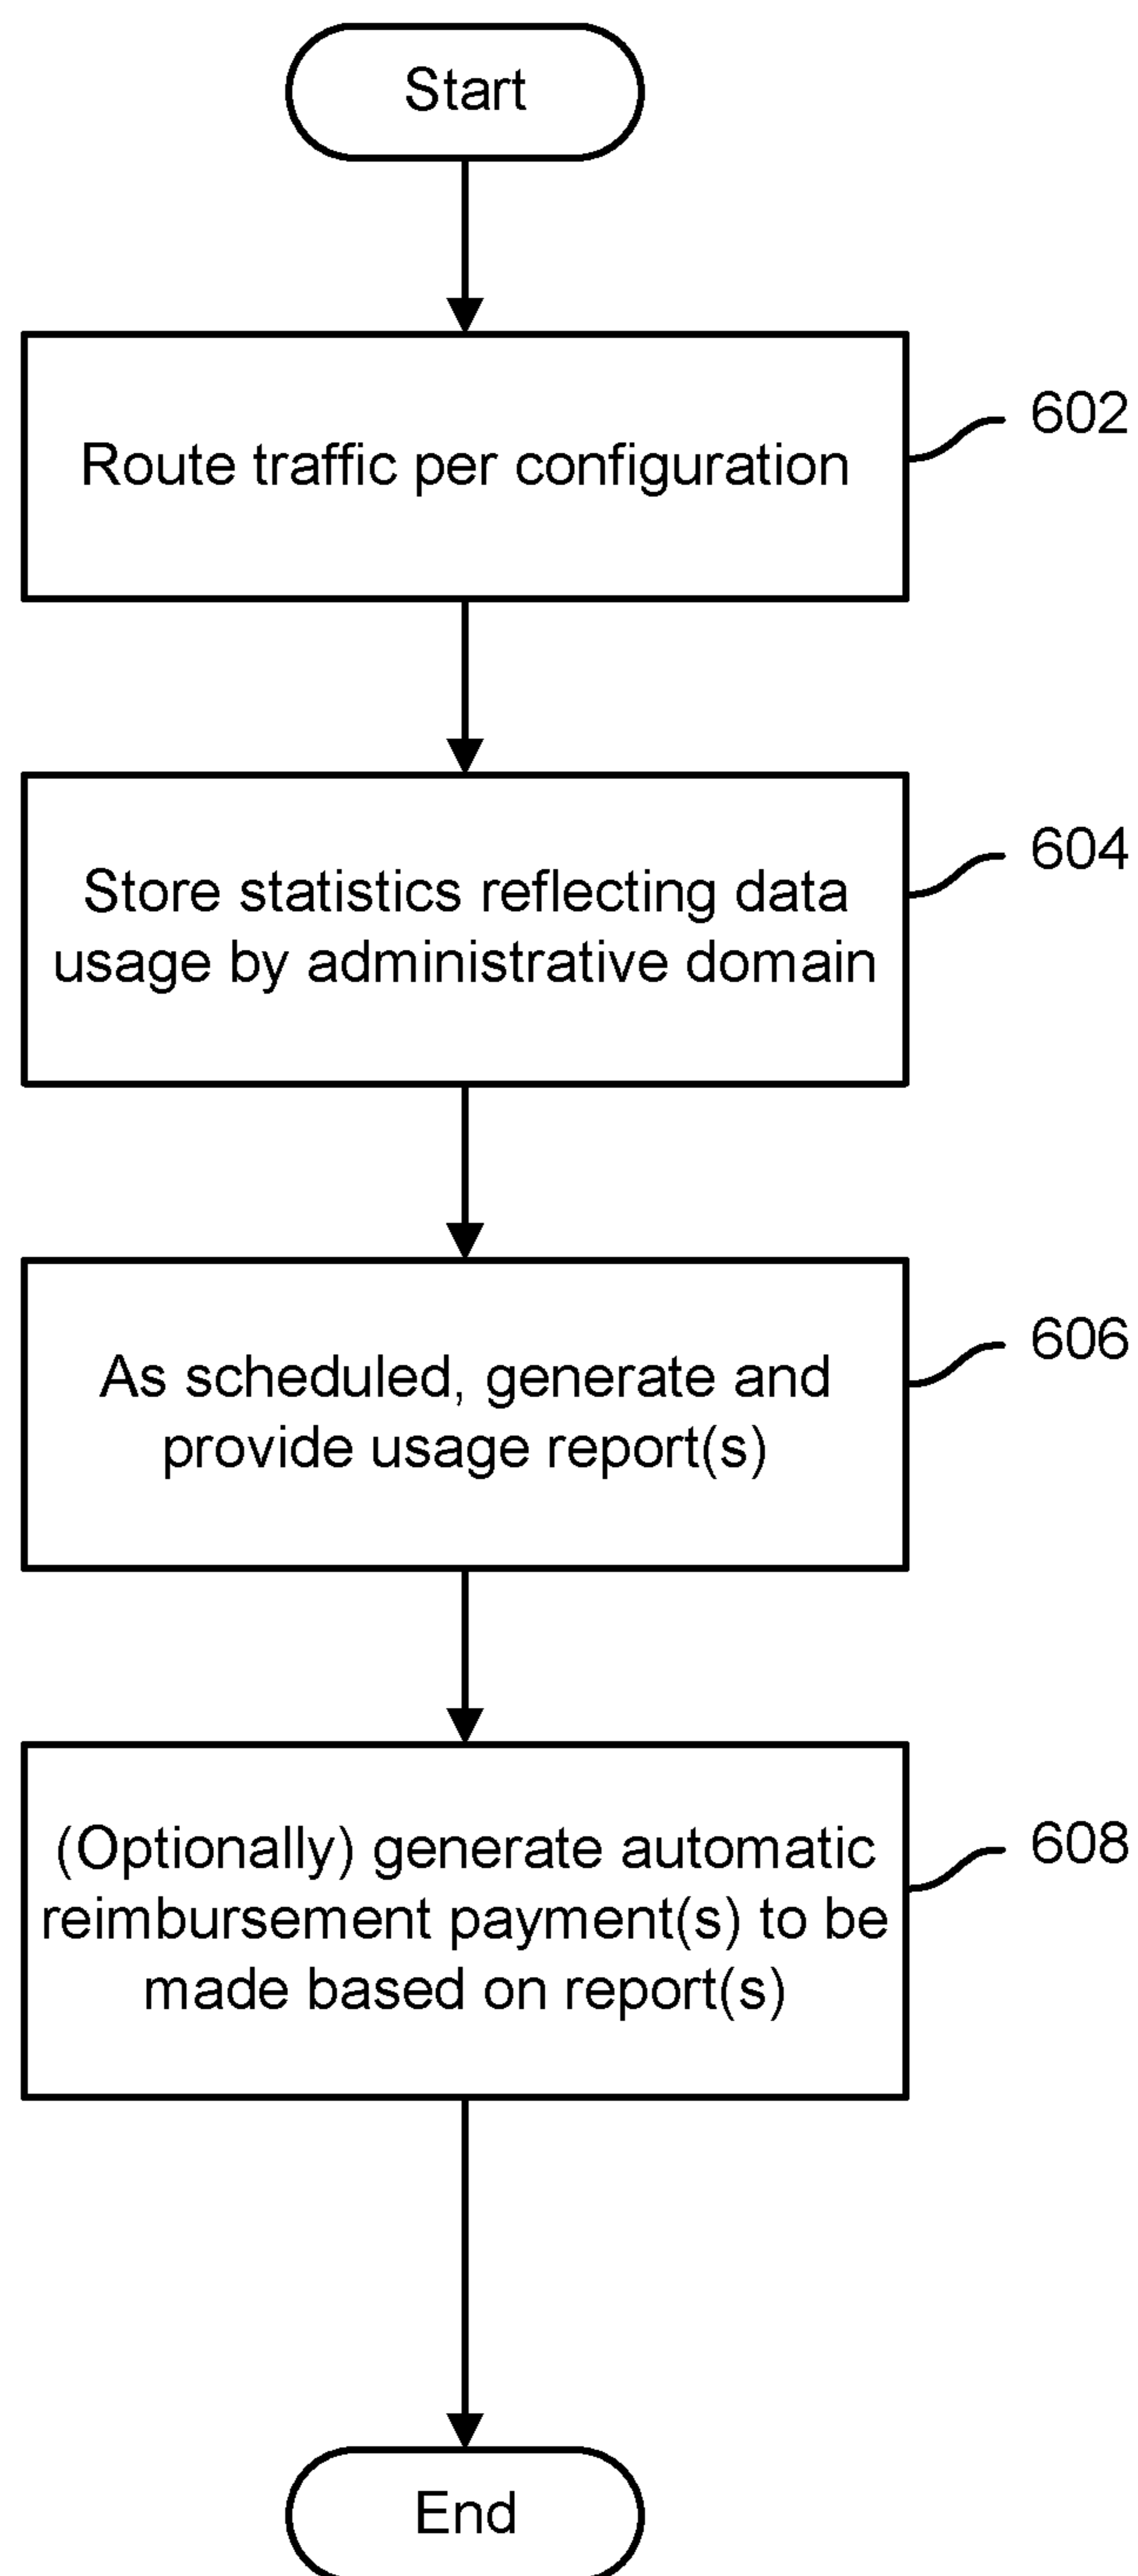 Start
Route traffic per configuration
602
Store statistics reflecting data
usage by administrative domain
604
As scheduled, generate and
provide usage report(s)
606
(Optionally) generate automatic
reimbursement payment(s) to be
made based on report(s)
608
End